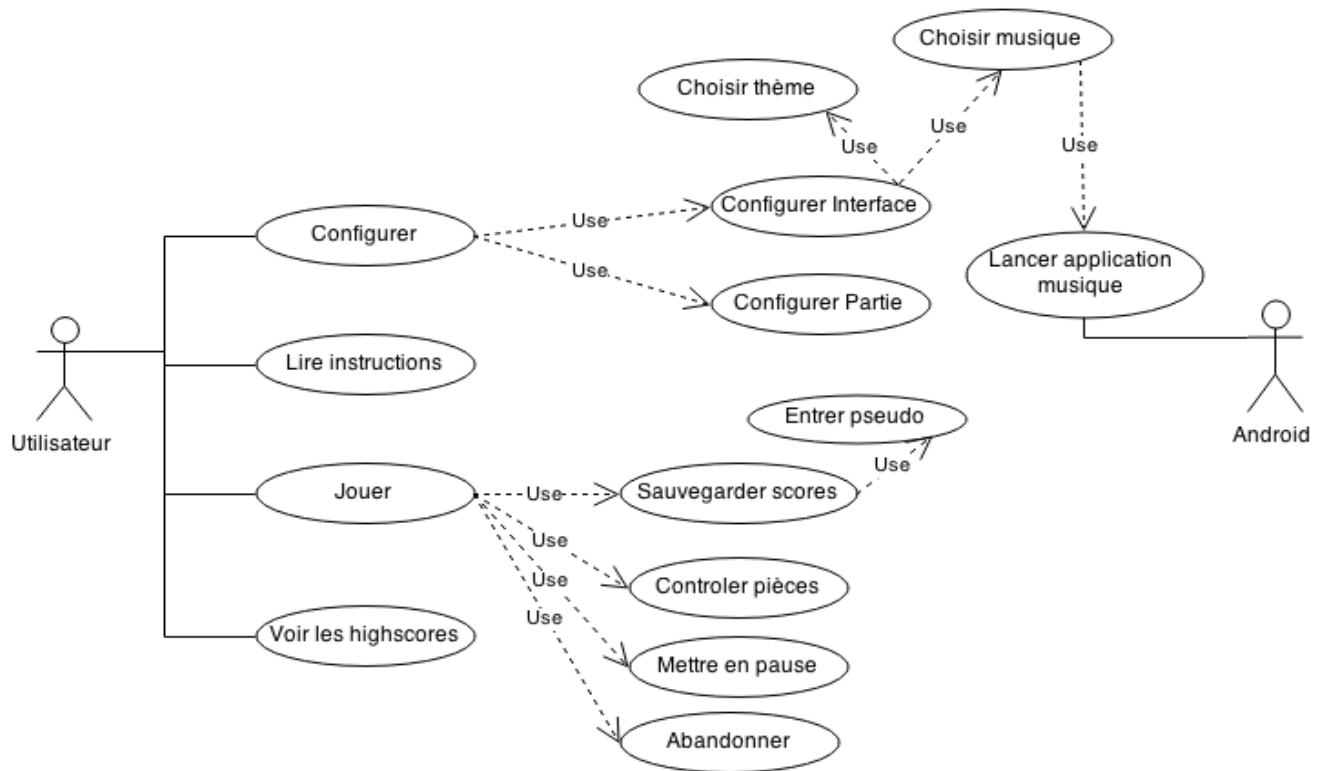 Choisir musique
Choisir thème
Use
Use
Use
Configurer Interface
Configurer
Use
Lancer application
musique
Use
Configurer Partie
Lire instructions
Utilisateur
Android
Entrer pseudo
Use
Jouer
Use
Sauvegarder scores
Use
Use
Controler pièces
Use
Voir les highscores
Mettre en pause
Abandonner